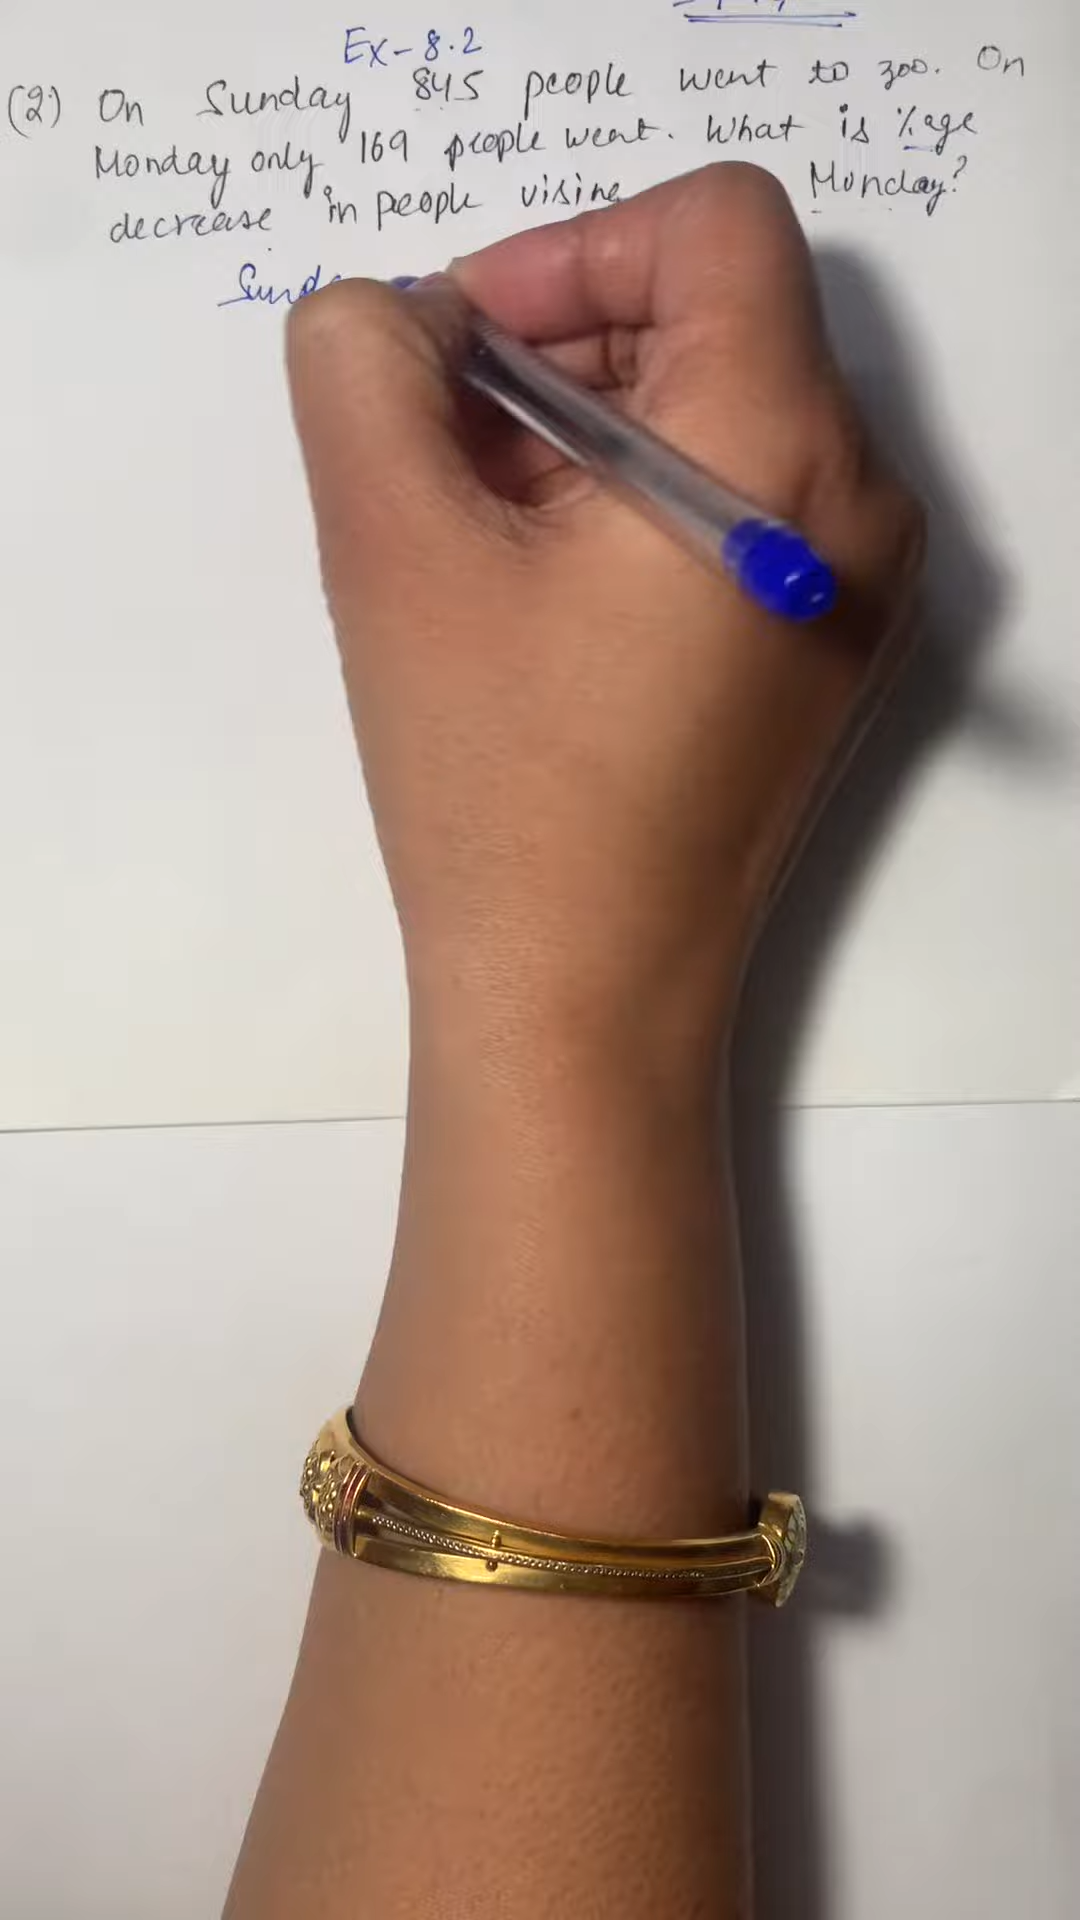 Ex-8.2
(2) On Sunday 845 people went to zoo. On
Monday only 169 people went. What is %age
decrease in people Monday?